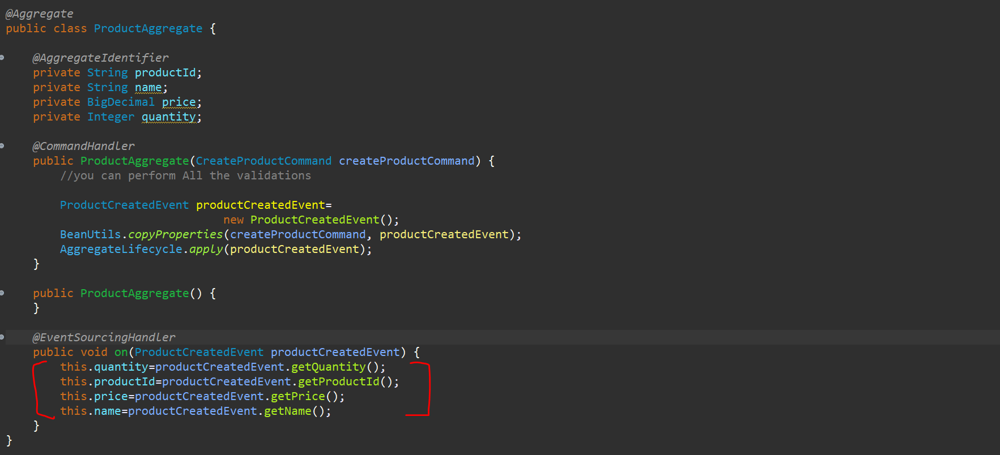 @Aggregate
public class ProductAggregate {
@AggregateIdentifier
private String productId;
private String name;
private BigDecimal price;
private Integer quantity;
@CommandHandler
public ProductAggregate(CreateProductCommand createProductCommand) {
//you can perform All the validations
ProductCreatedEvent productCreatedEvent=
new ProductCreatedEvent();
BeanUtils.copyProperties(createProductCommand, productCreatedEvent);
AggregateLifecycle.apply(productCreatedEvent);
}
public ProductAggregate() {
}
@EventSourcingHandler
public void on(ProductCreatedEvent productCreatedEvent) {
this.quantity=productCreatedEvent.getQuantity();
this.productId=productCreatedEvent.getProductId();
this.price=productCreatedEvent.getPrice();
this.name=productCreatedEvent.getName();
}
}